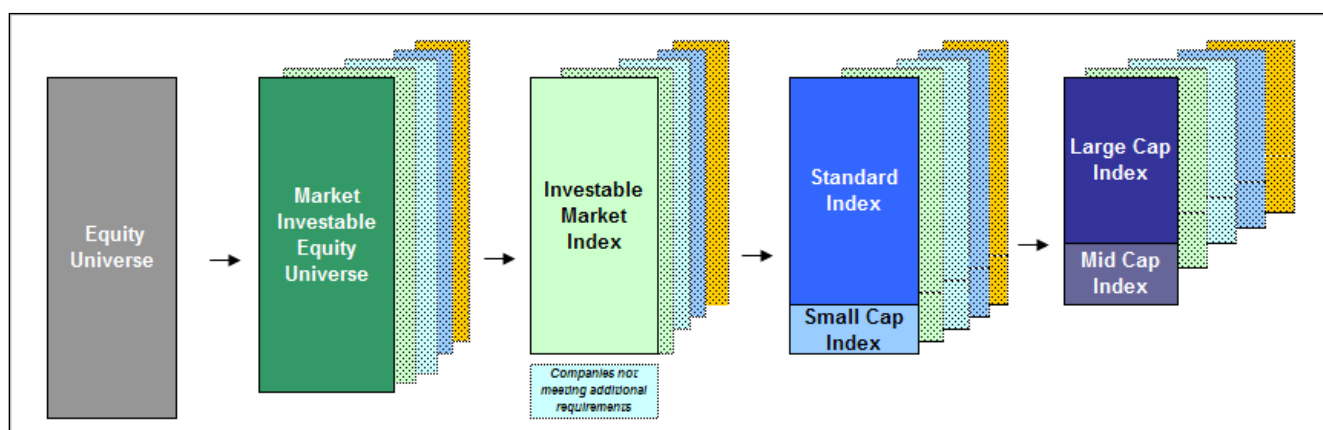 Equity
Universe
Market
Investable
Equity
Universe
Investable
Market
Index
Companies not
meeting additional
requirements
Standard
Index
Small Cap
Index
Large Cap
Index
Mid Cap
Index